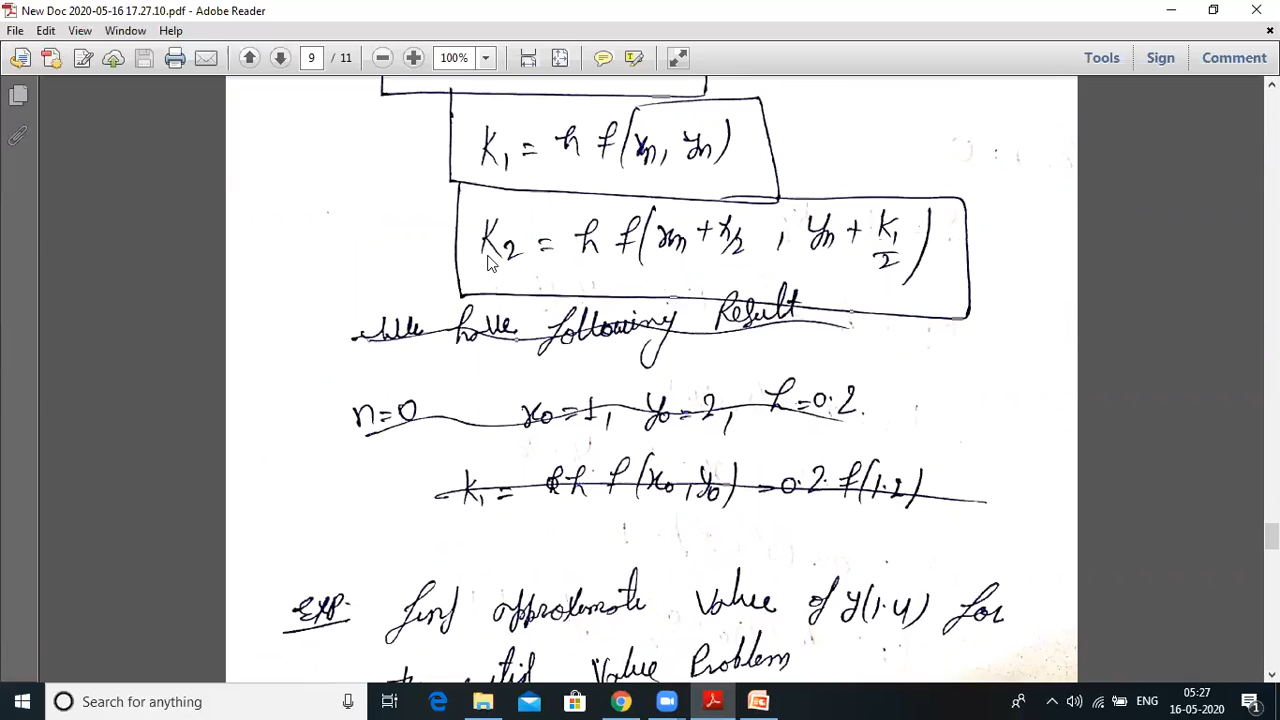 New Doc 2020-05-16 17.27.10.pdf - Adobe Reader
File Edit View Window Help
9 / 11 100% Tools Sign Comment
K₁ = h f(xn, yn)
K₂ = h f(xn + h/2 , yn + K₁/2)
We have following Result
n=0 x₀ = 1, y₀ = 2, h = 0.2.
K₁ = h f(x₀, y₀) = 0.2 f(1.2)
Exp. find approximate Value of y(1.4) for
Value Problem
Search for anything ENG 05:27
16-05-2020
1